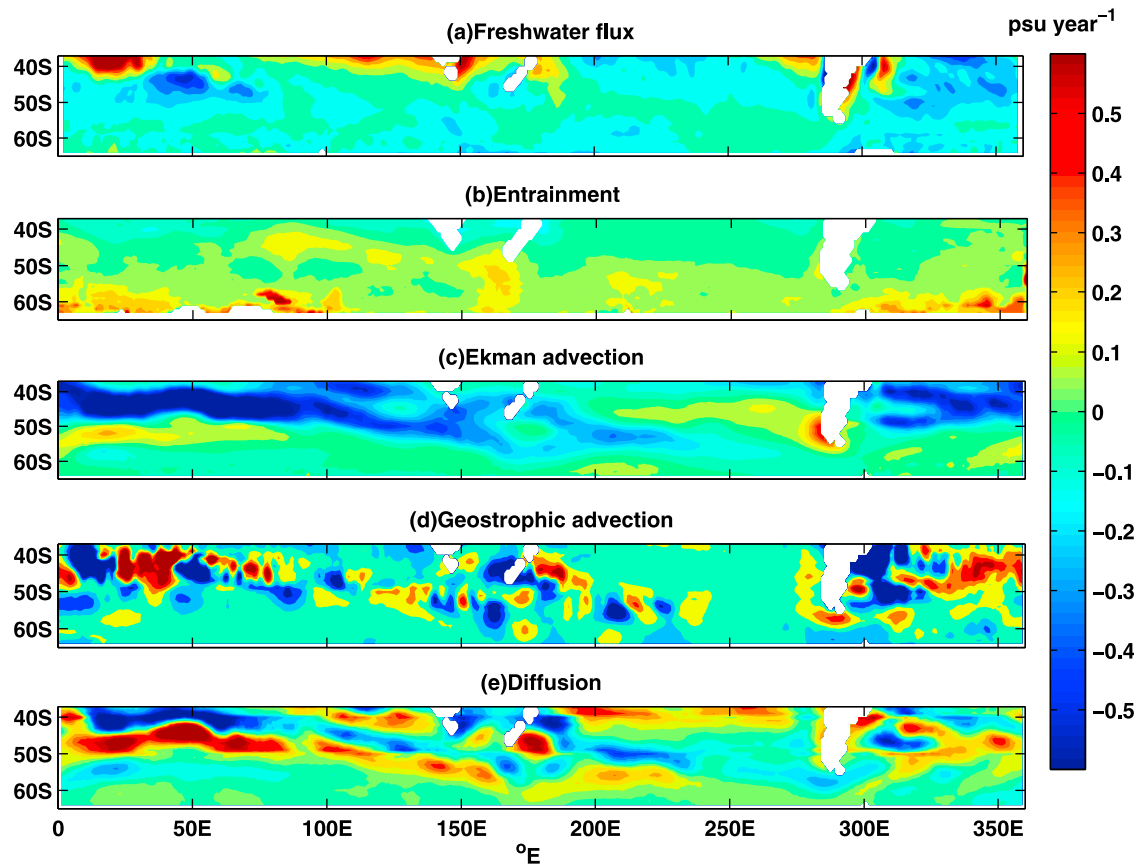 psu year⁻¹
(a)Freshwater flux
40S
50S
60S
(b)Entrainment
40S
50S
60S
(c)Ekman advection
40S
50S
60S
(d)Geostrophic advection
40S
50S
60S
(e)Diffusion
40S
50S
60S
0 50E 100E 150E 200E 250E 300E 350E
°E
0.5
0.4
0.3
0.2
0.1
0
−0.1
−0.2
−0.3
−0.4
−0.5